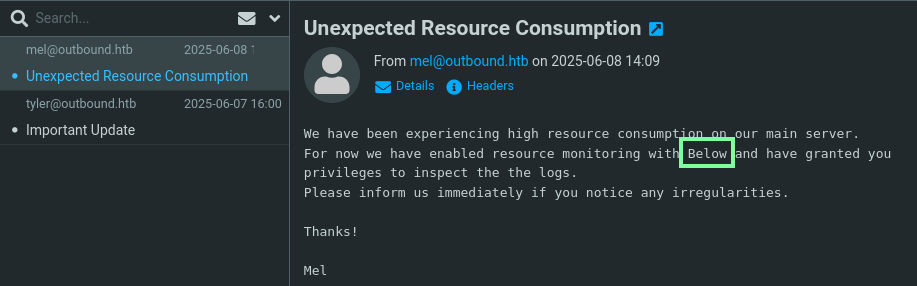 Search...
mel@outbound.htb 2025-06-08 1
Unexpected Resource Consumption
tyler@outbound.htb 2025-06-07 16:00
Important Update
Unexpected Resource Consumption
From mel@outbound.htb on 2025-06-08 14:09
Details Headers
We have been experiencing high resource consumption on our main server.
For now we have enabled resource monitoring with Below and have granted you
privileges to inspect the the logs.
Please inform us immediately if you notice any irregularities.
Thanks!
Mel